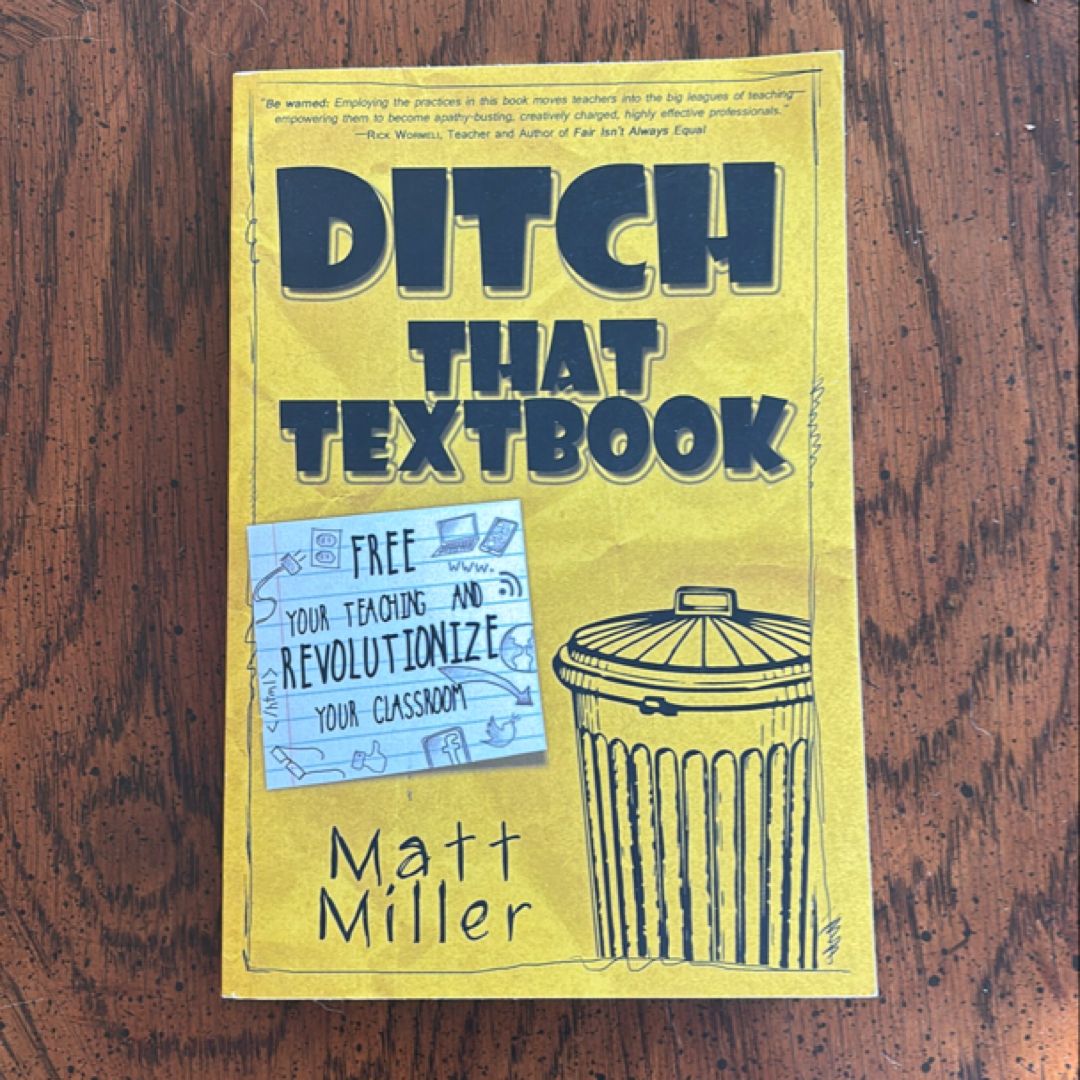 "Be warned: Employing the practices in this book moves teachers into the big leagues of teaching—
empowering them to become apathy-busting, creatively charged, highly effective professionals."
—Rick Wormeli, Teacher and Author of Fair Isn't Always Equal
DITCH
THAT
TEXTBOOK
FREE
www.
YOUR TEACHING AND
REVOLUTIONIZE
YOUR CLASSROOM
</html>
f
Matt
Miller